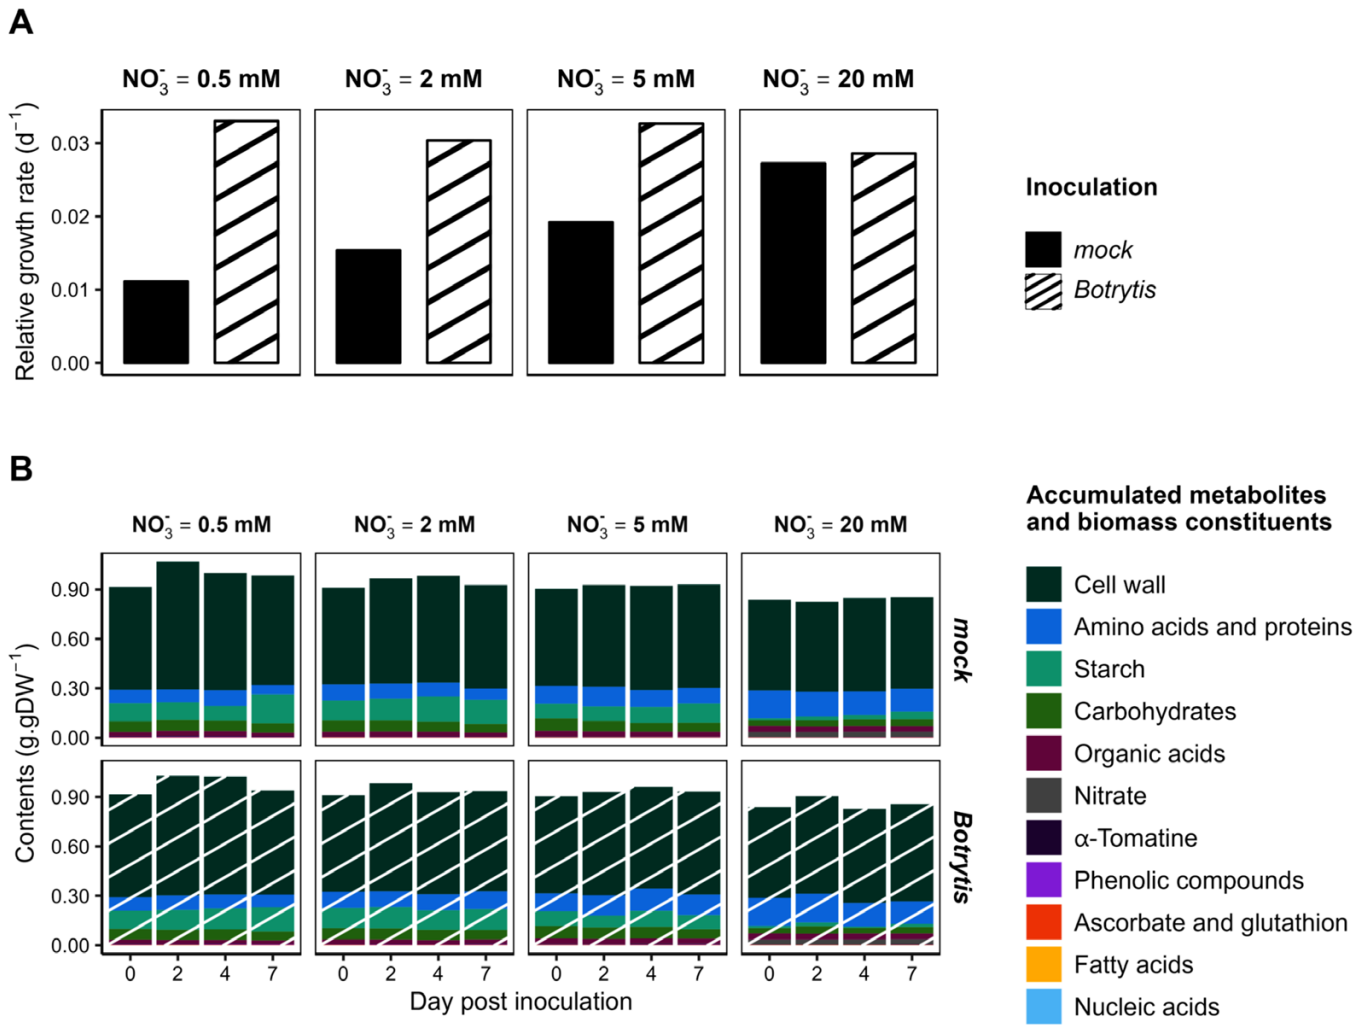 A
NO₃⁻ = 0.5 mM
NO₃⁻ = 2 mM
NO₃⁻ = 5 mM
NO₃⁻ = 20 mM
Relative growth rate (d⁻¹)
0.03
0.02
0.01
0.00
Inoculation
mock
Botrytis
B
NO₃⁻ = 0.5 mM
NO₃⁻ = 2 mM
NO₃⁻ = 5 mM
NO₃⁻ = 20 mM
Contents (g.gDW⁻¹)
0.90
0.60
0.30
0.00
mock
0.90
0.60
0.30
0.00
Botrytis
0 2 4 7 0 2 4 7 0 2 4 7 0 2 4 7
Day post inoculation
Accumulated metabolites
and biomass constituents
Cell wall
Amino acids and proteins
Starch
Carbohydrates
Organic acids
Nitrate
α-Tomatine
Phenolic compounds
Ascorbate and glutathion
Fatty acids
Nucleic acids